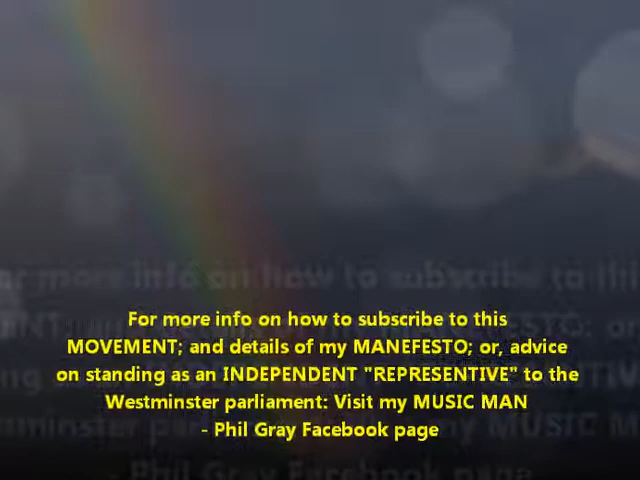 For more info on how to subscribe to this
MOVEMENT; and details of my MANEFESTO; or, advice
on standing as an INDEPENDENT "REPRESENTIVE" to the
Westminster parliament: Visit my MUSIC MAN
- Phil Gray Facebook page